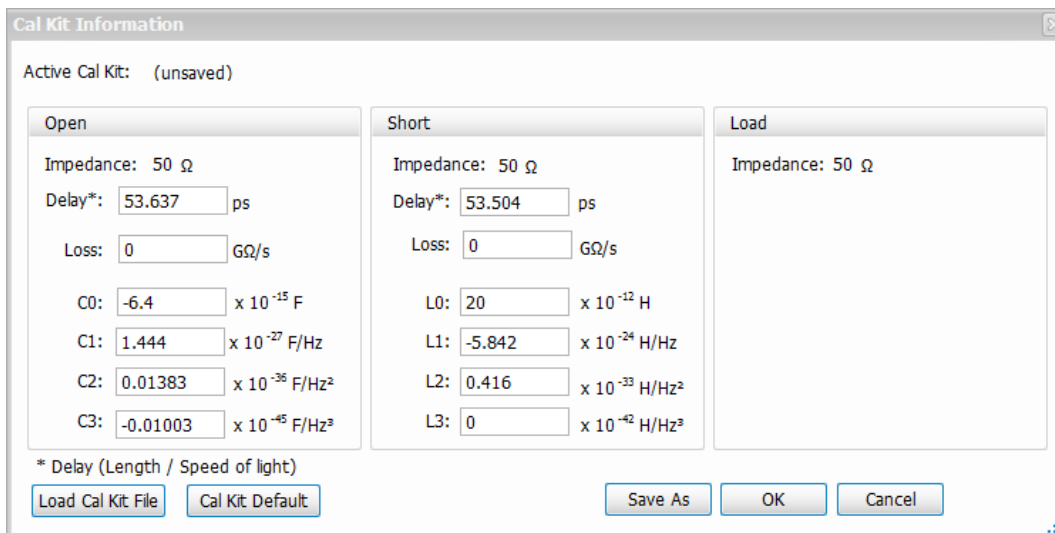 Cal Kit Information
Active Cal Kit: (unsaved)
Open
Impedance: 50 Ω
Delay*: 53.637 ps
Loss: 0 GΩ/s
C0: -6.4 x 10⁻¹⁵ F
C1: 1.444 x 10⁻²⁷ F/Hz
C2: 0.01383 x 10⁻³⁶ F/Hz²
C3: -0.01003 x 10⁻⁴⁵ F/Hz³
Short
Impedance: 50 Ω
Delay*: 53.504 ps
Loss: 0 GΩ/s
L0: 20 x 10⁻¹² H
L1: -5.842 x 10⁻²⁴ H/Hz
L2: 0.416 x 10⁻³³ H/Hz²
L3: 0 x 10⁻⁴² H/Hz³
Load
Impedance: 50 Ω
* Delay (Length / Speed of light)
Load Cal Kit File Cal Kit Default Save As OK Cancel